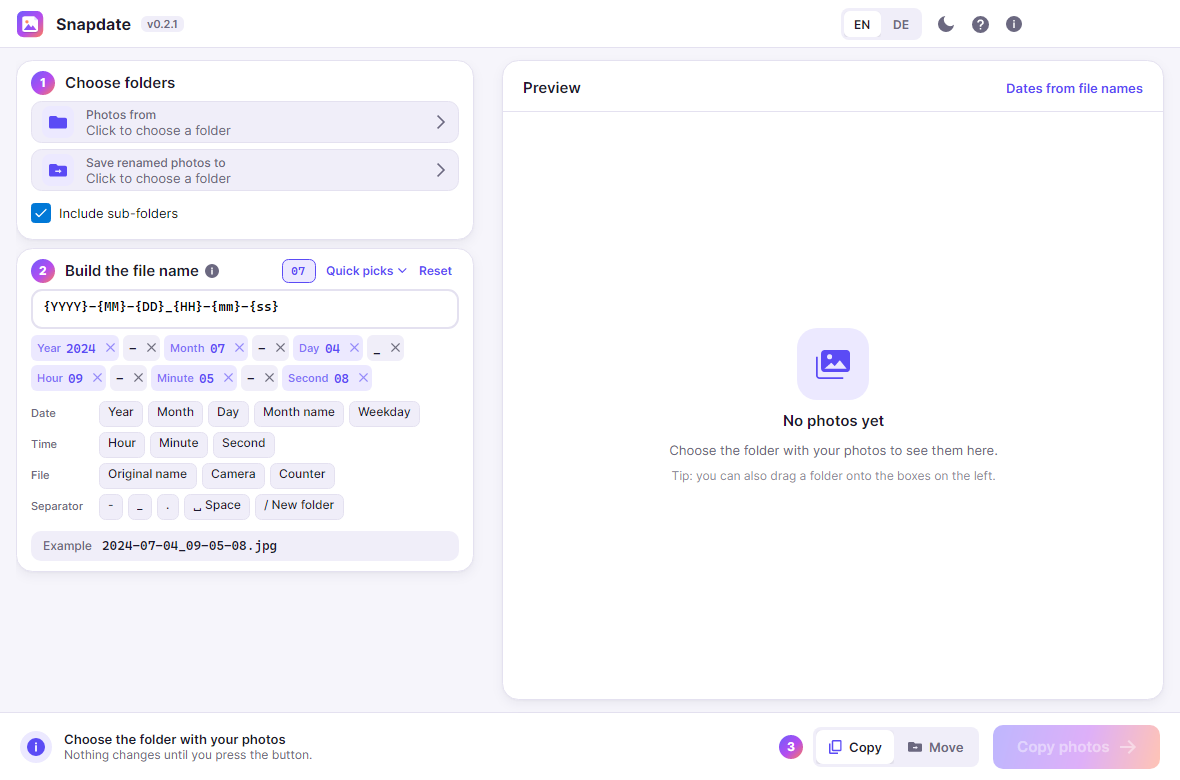 Snapdate v0.2.1
EN DE
1 Choose folders
Photos from
Click to choose a folder
Save renamed photos to
Click to choose a folder
Include sub-folders
2 Build the file name 07 Quick picks Reset
{YYYY}-{MM}-{DD}_{HH}-{mm}-{ss}
Year 2024 × - × Month 07 × - × Day 04 × _ ×
Hour 09 × - × Minute 05 × - × Second 08 ×
Date Year Month Day Month name Weekday
Time Hour Minute Second
File Original name Camera Counter
Separator - _ . ␣ Space / New folder
Example 2024-07-04_09-05-08.jpg
Preview Dates from file names
No photos yet
Choose the folder with your photos to see them here.
Tip: you can also drag a folder onto the boxes on the left.
Choose the folder with your photos
Nothing changes until you press the button.
3 Copy Move Copy photos →